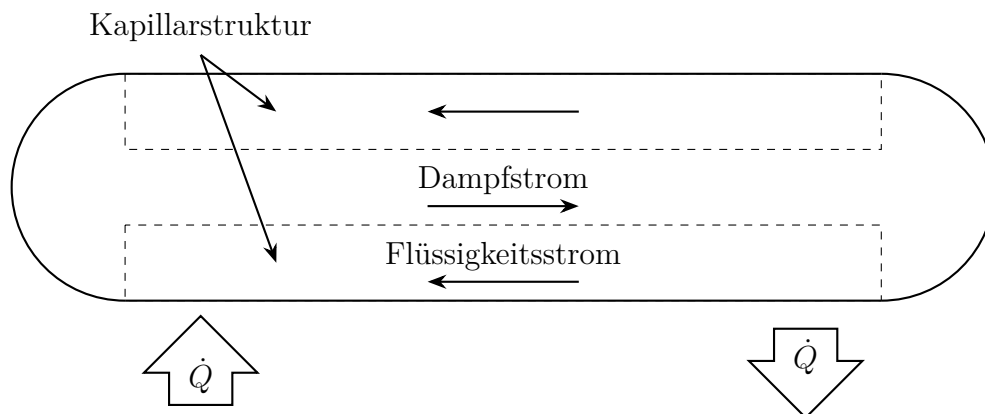 Kapillarstruktur
Dampfstrom
Flüssigkeitsstrom
Q̇
Q̇